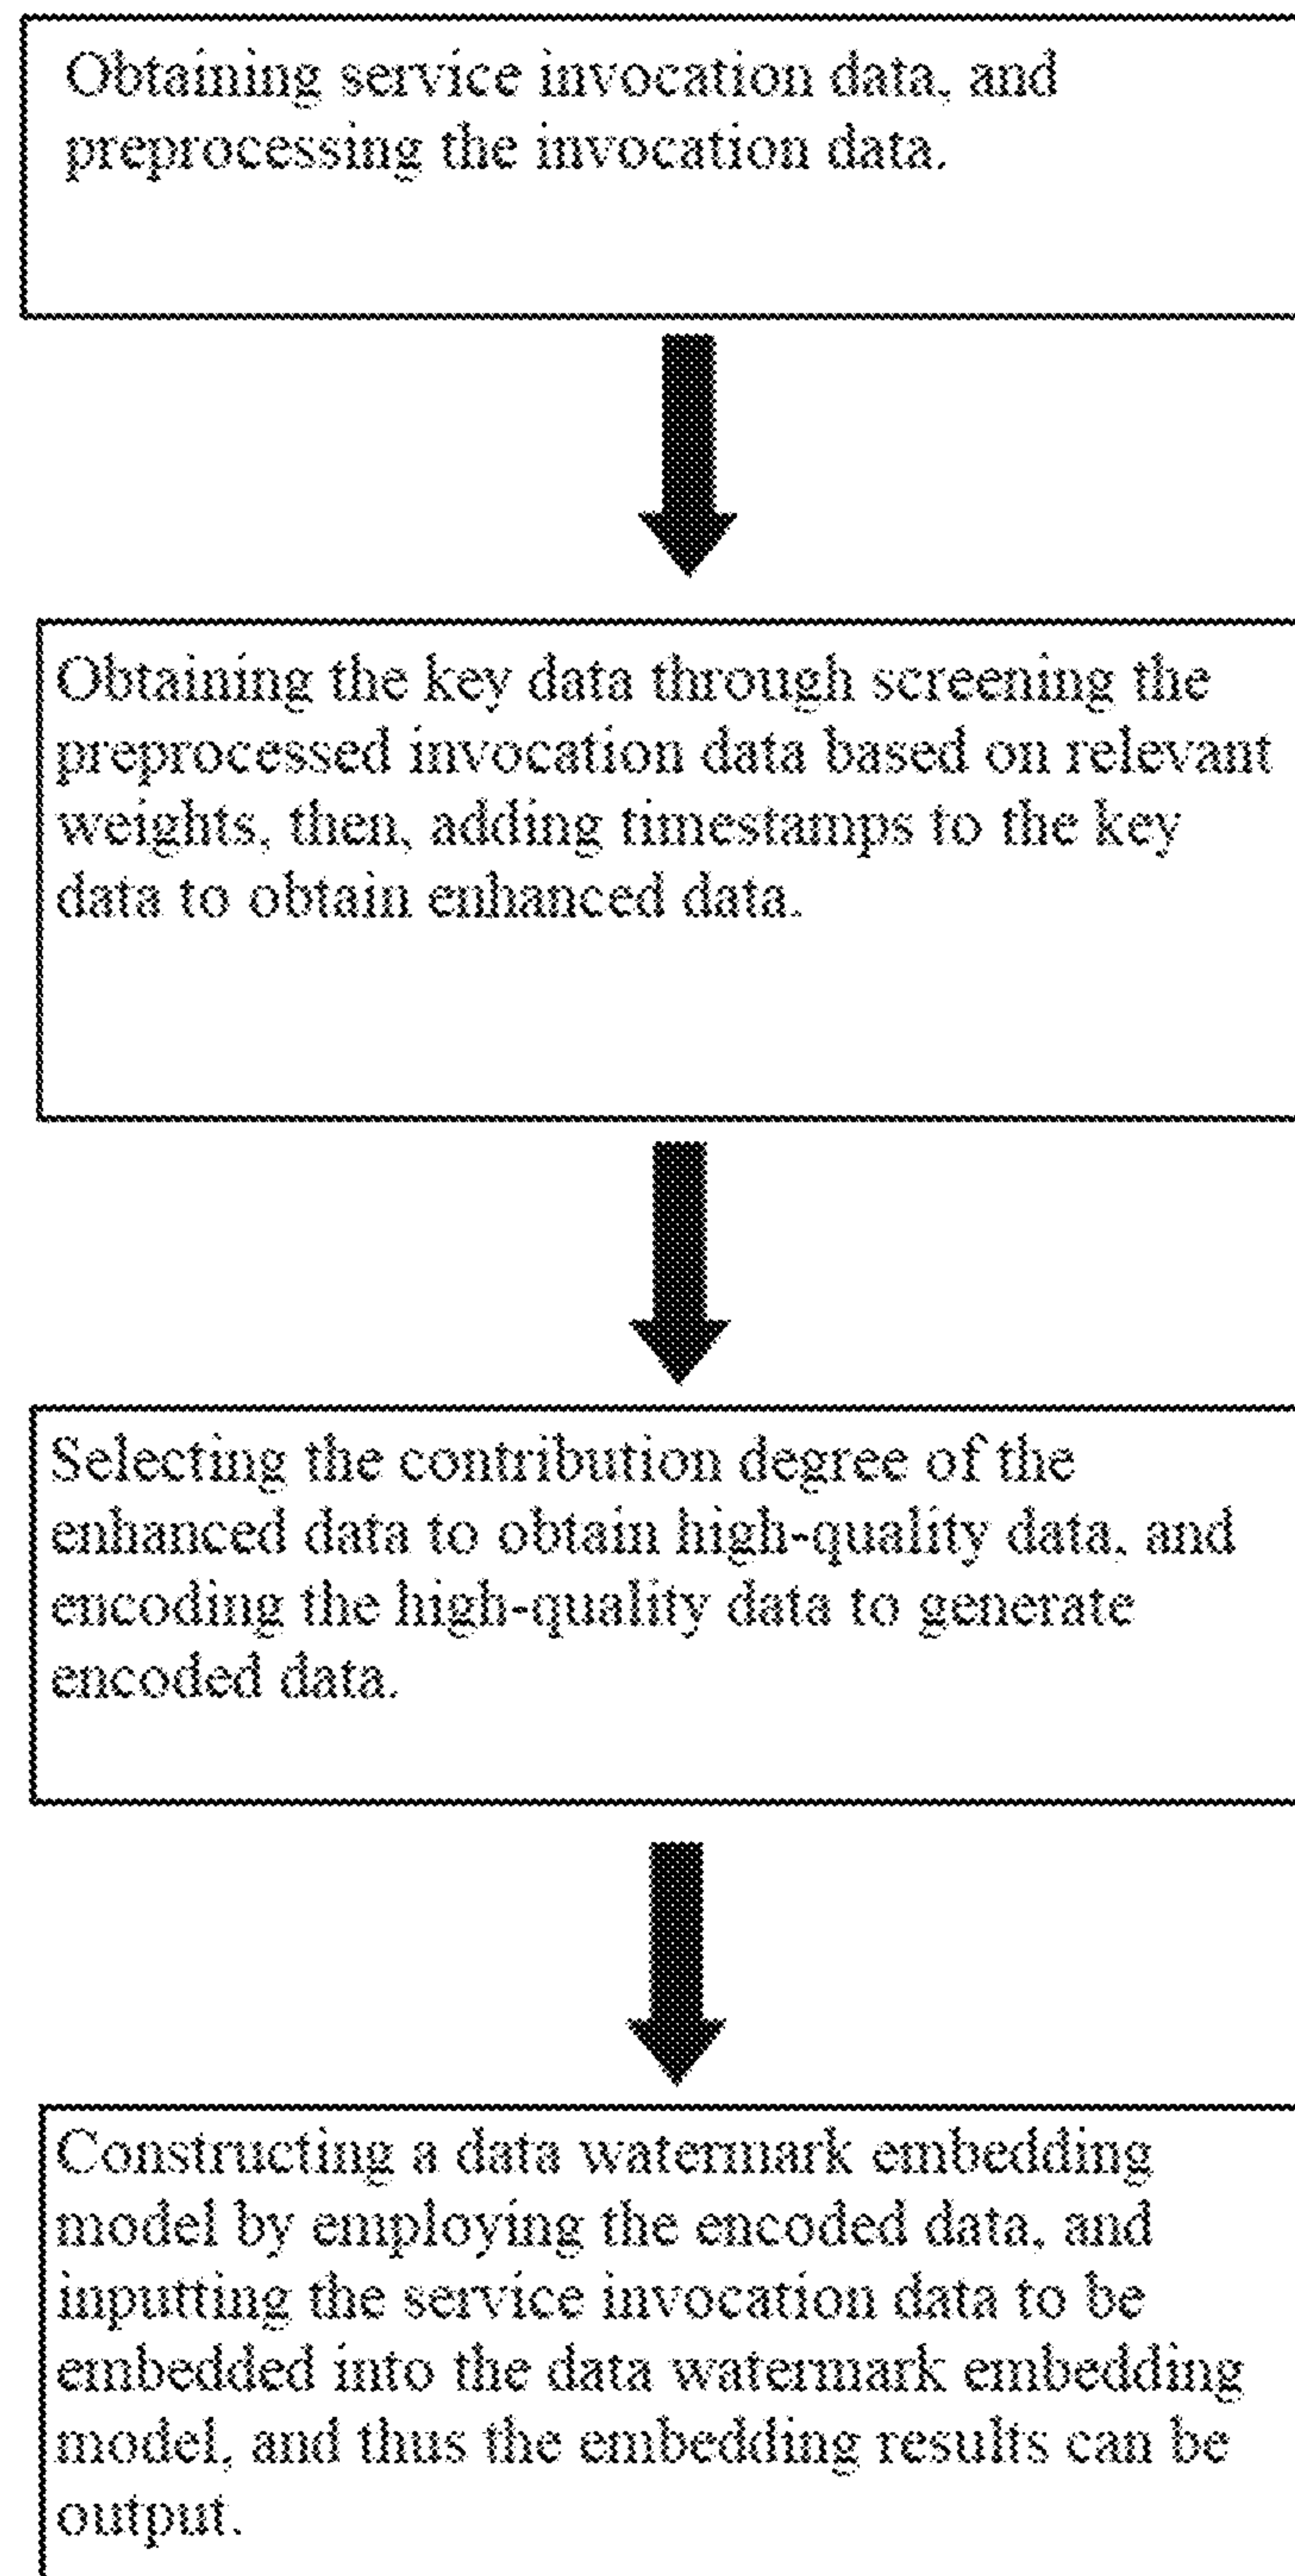 Obtaining service invocation data, and
preprocessing the invocation data.
Obtaining the key data through screening the
preprocessed invocation data based on relevant
weights, then, adding timestamps to the key
data to obtain enhanced data.
Selecting the contribution degree of the
enhanced data to obtain high-quality data, and
encoding the high-quality data to generate
encoded data.
Constructing a data watermark embedding
model by employing the encoded data, and
inputting the service invocation data to be
embedded into the data watermark embedding
model, and thus the embedding results can be
output.